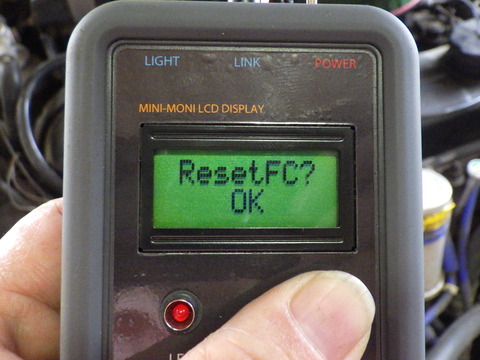 LIGHT LINK POWER
MINI-MONI LCD DISPLAY
ResetFC?
OK